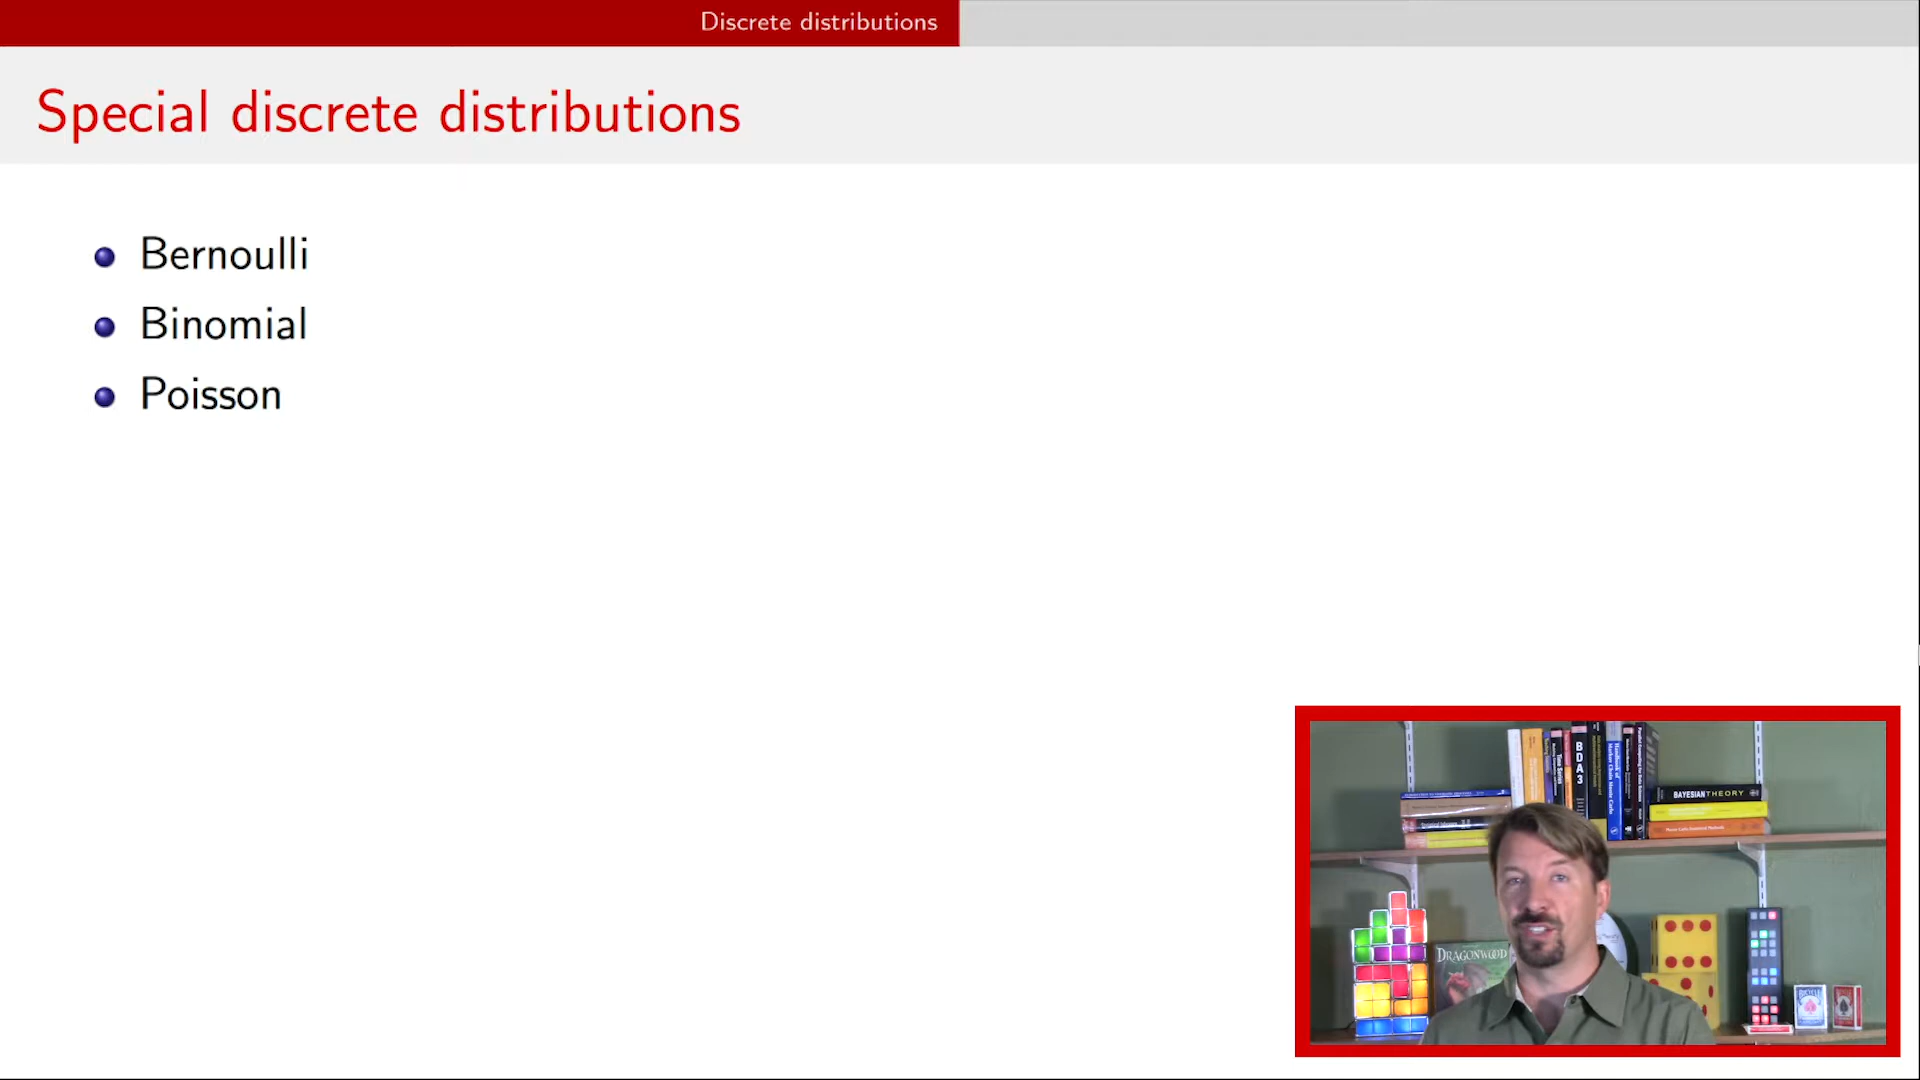 Discrete distributions
Special discrete distributions
Bernoulli
Binomial
Poisson
BDA3
BAYESIAN THEORY
DRAGONWOOD